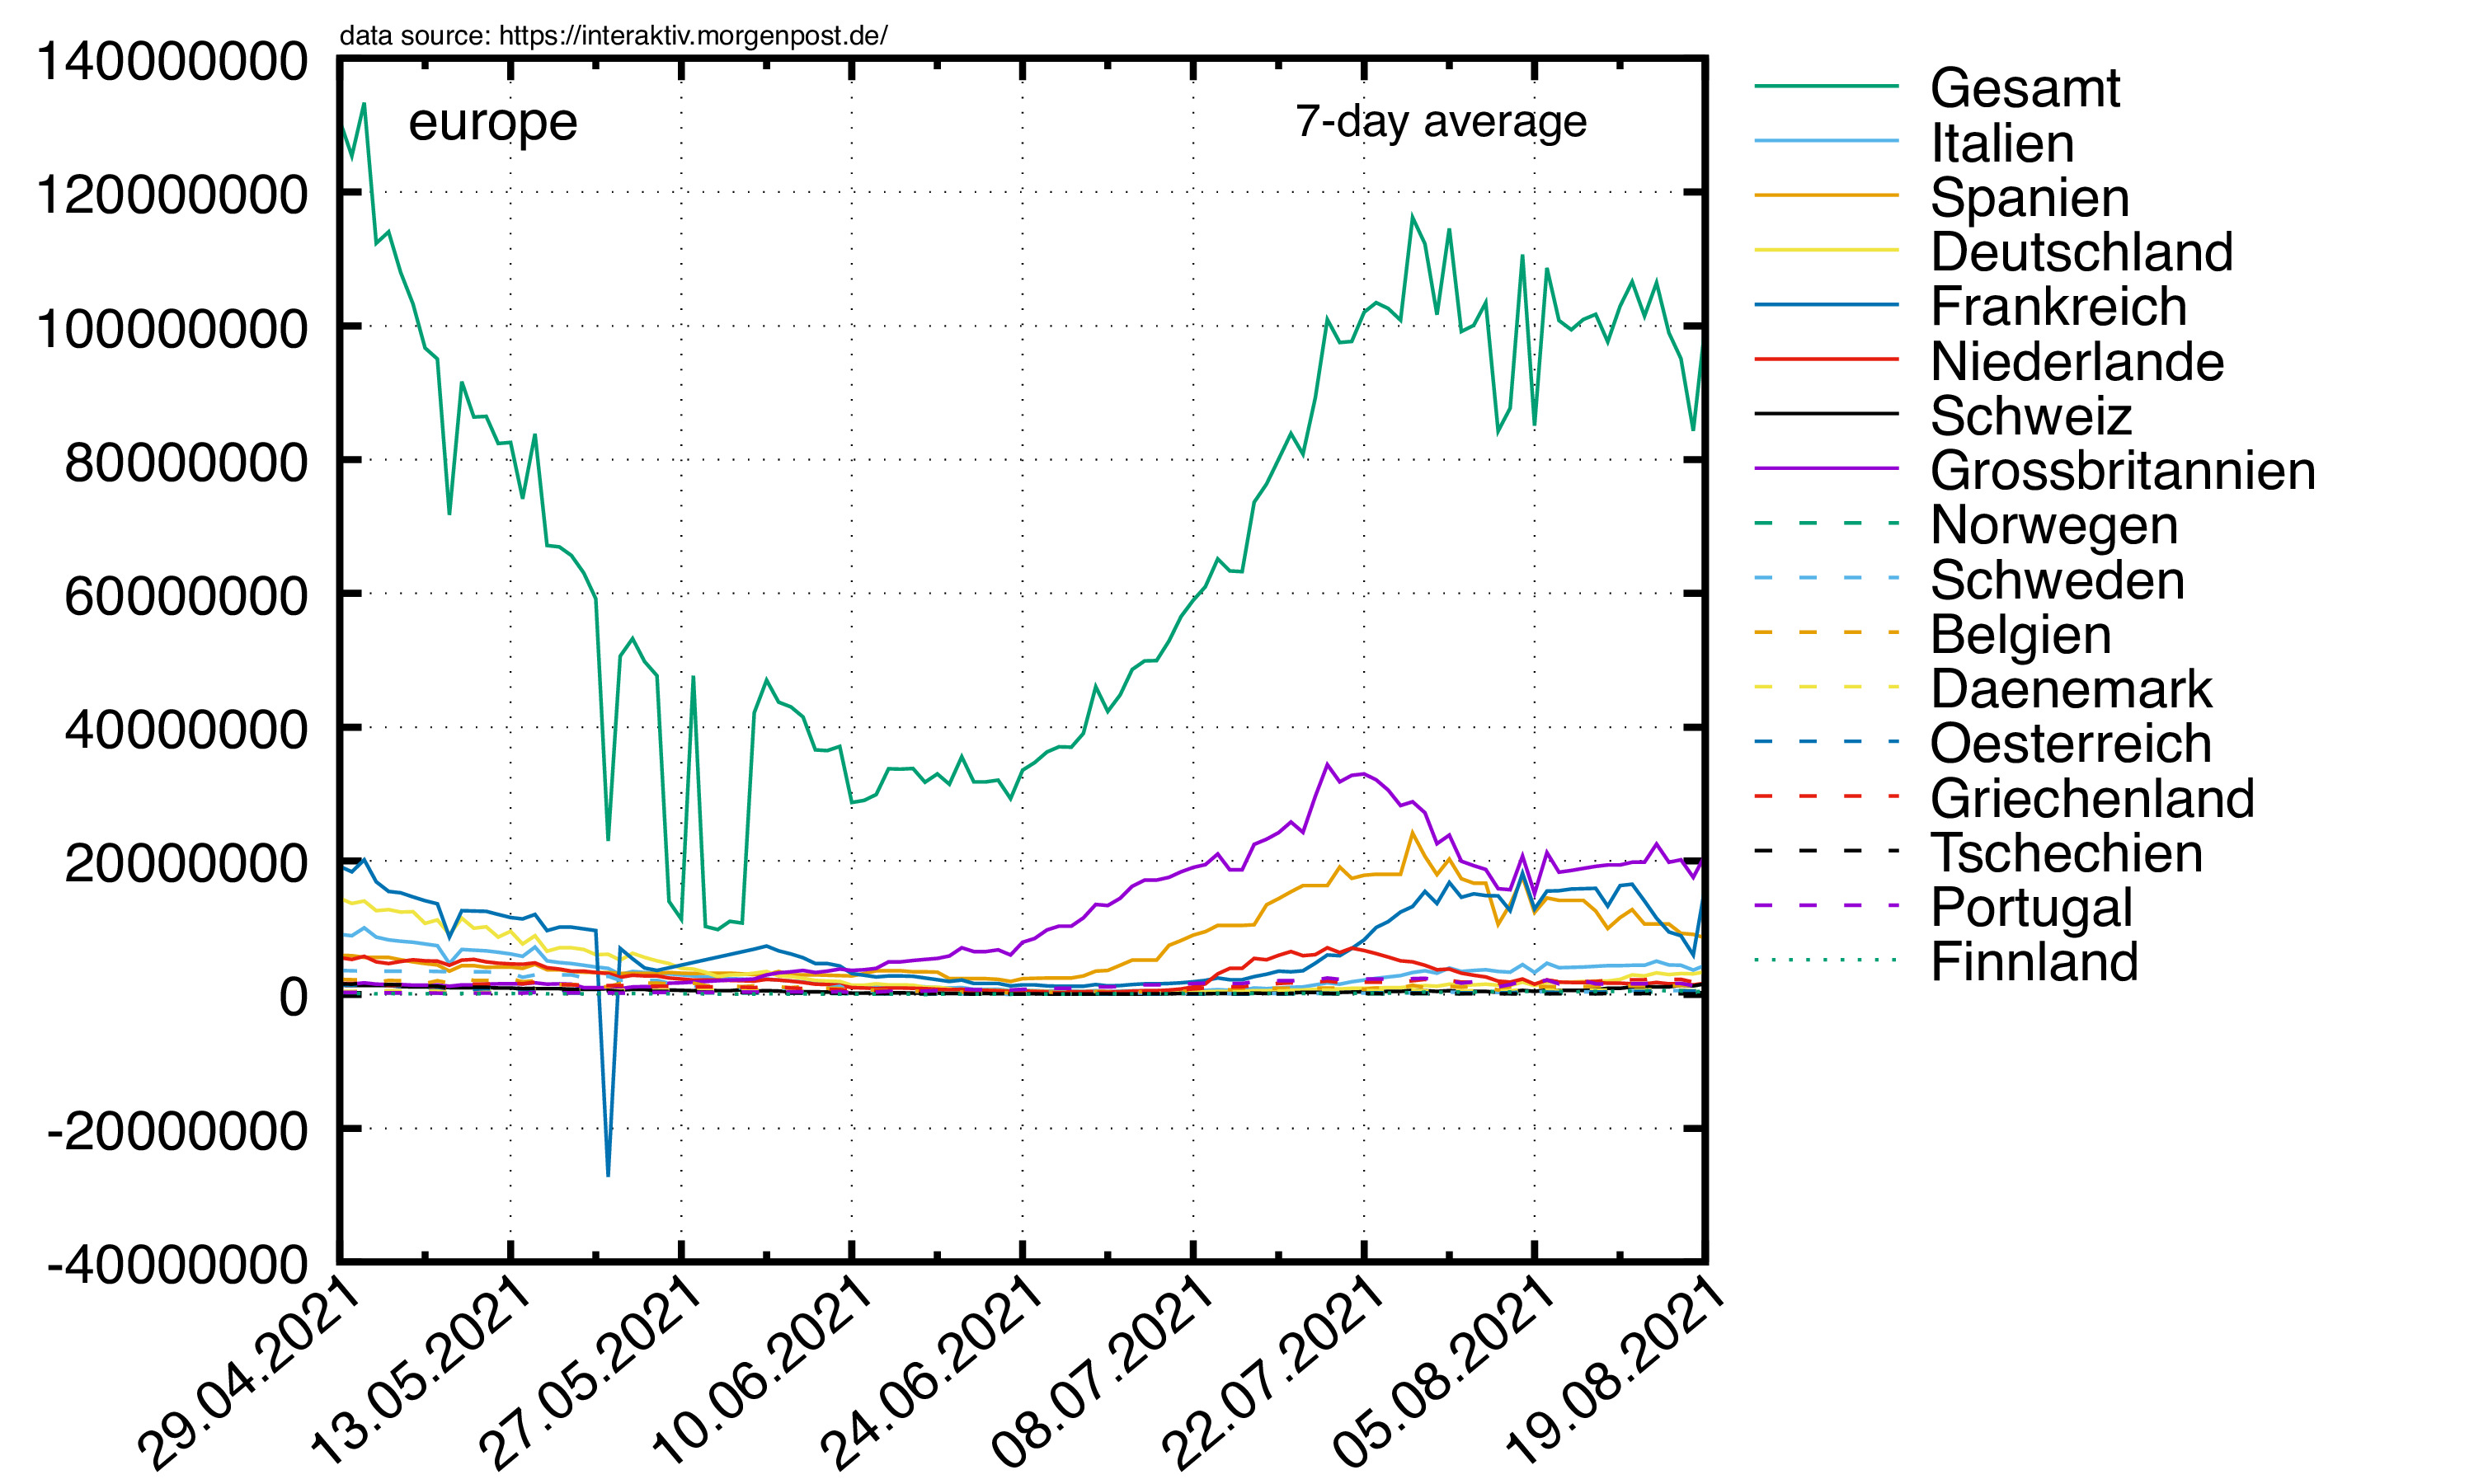 data source: https://interaktiv.morgenpost.de/
europe
7-day average
140000000
120000000
100000000
80000000
60000000
40000000
20000000
0
-20000000
-40000000
29.04.2021
13.05.2021
27.05.2021
10.06.2021
24.06.2021
08.07.2021
22.07.2021
05.08.2021
19.08.2021
Gesamt
Italien
Spanien
Deutschland
Frankreich
Niederlande
Schweiz
Grossbritannien
Norwegen
Schweden
Belgien
Daenemark
Oesterreich
Griechenland
Tschechien
Portugal
Finnland